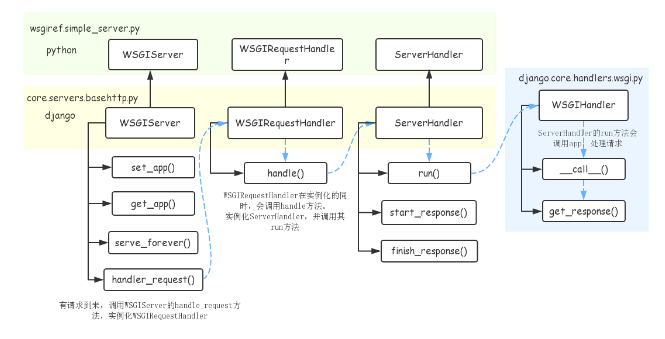 wsgiref.simple_server.py
python
WSGIServer
WSGIRequestHandle
r
ServerHandler
core.servers.basehttp.py
django
WSGIServer
WSGIRequestHandler
ServerHandler
django.core.handlers.wsgi.py
WSGIHandler
ServerHandler的run方法会
调用app，处理请求
set_app()
get_app()
serve_forever()
handler_request()
handle()
WSGIRequestHandler在实例化的同
时，会调用handle方法，
实例化ServerHandler，并调用其
run方法
run()
start_response()
finish_response()
__call__()
get_response()
有请求到来，调用WSGIServer的handle_request方
法，实例化WSGIRequestHandler